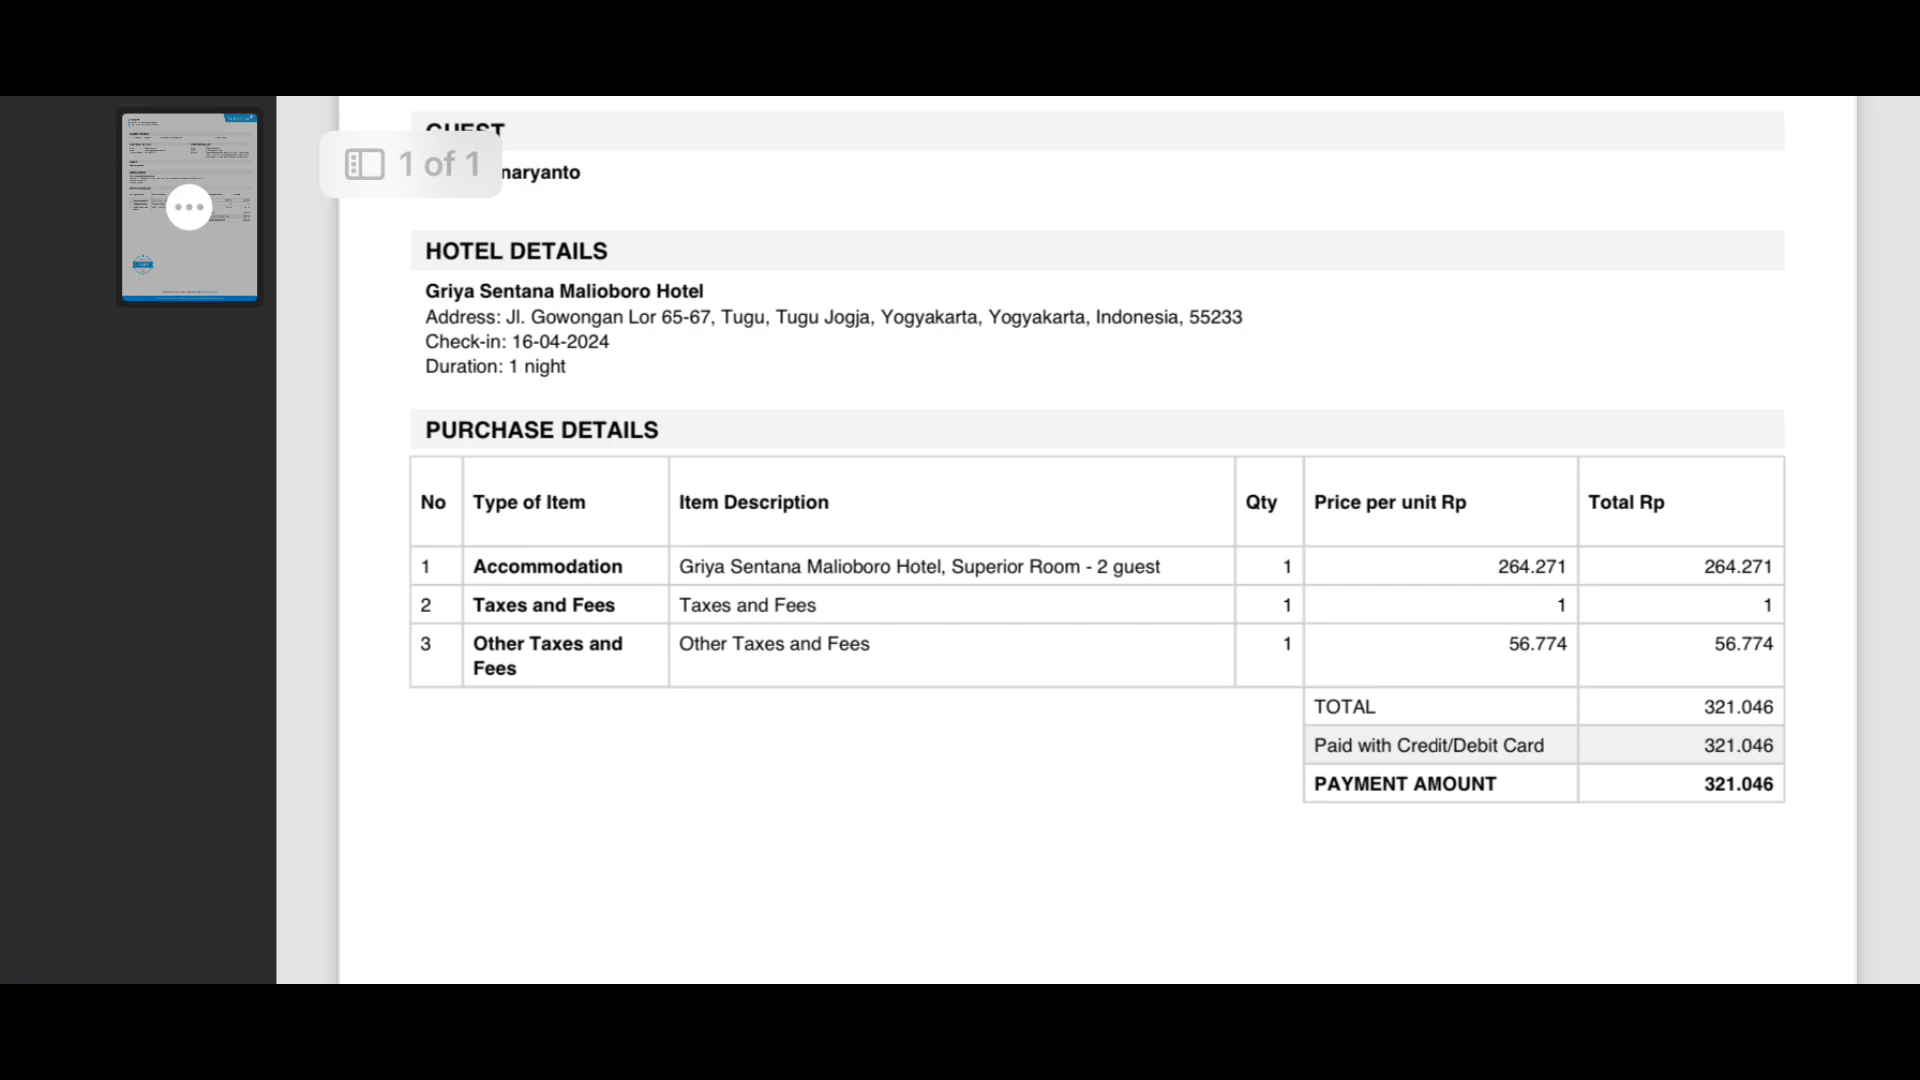 GUEST
1 of 1
naryanto
HOTEL DETAILS
Griya Sentana Malioboro Hotel
Address: Jl. Gowongan Lor 65-67, Tugu, Tugu Jogja, Yogyakarta, Yogyakarta, Indonesia, 55233
Check-in: 16-04-2024
Duration: 1 night
PURCHASE DETAILS
No Type of Item Item Description Qty Price per unit Rp Total Rp
1 Accommodation Griya Sentana Malioboro Hotel, Superior Room - 2 guest 1 264.271 264.271
2 Taxes and Fees Taxes and Fees 1 1 1
3 Other Taxes and Other Taxes and Fees 1 56.774 56.774
Fees
TOTAL 321.046
Paid with Credit/Debit Card 321.046
PAYMENT AMOUNT 321.046